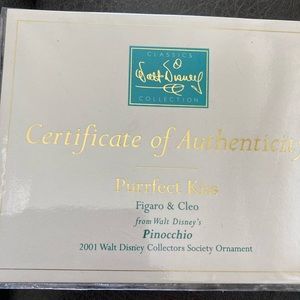 CLASSICS
Walt Disney
COLLECTION
Certificate of Authentici
Purrfect Kiss
Figaro & Cleo
from Walt Disney's
Pinocchio
2001 Walt Disney Collectors Society Ornament